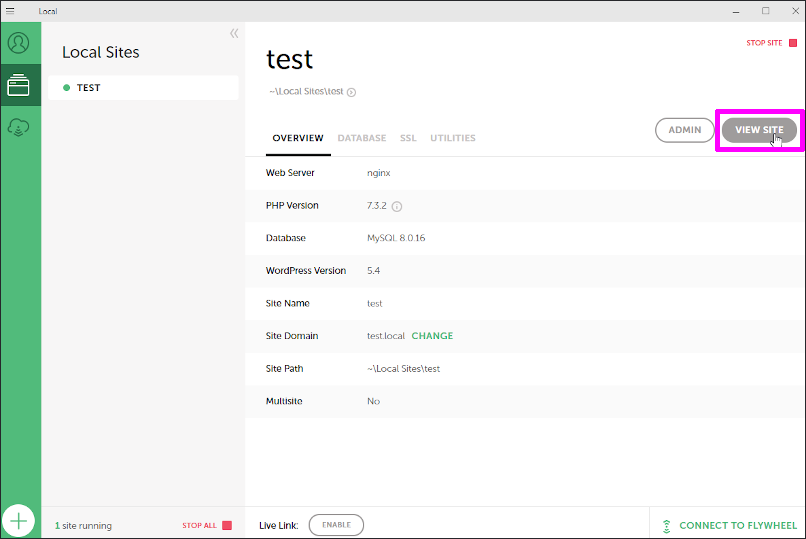 Local
Local Sites
TEST
test
STOP SITE
~\Local Sites\test
OVERVIEW DATABASE SSL UTILITIES
ADMIN VIEW SITE
Web Server nginx
PHP Version 7.3.2
Database MySQL 8.0.16
WordPress Version 5.4
Site Name test
Site Domain test.local CHANGE
Site Path ~\Local Sites\test
Multisite No
1 site running STOP ALL
Live Link: ENABLE
CONNECT TO FLYWHEEL